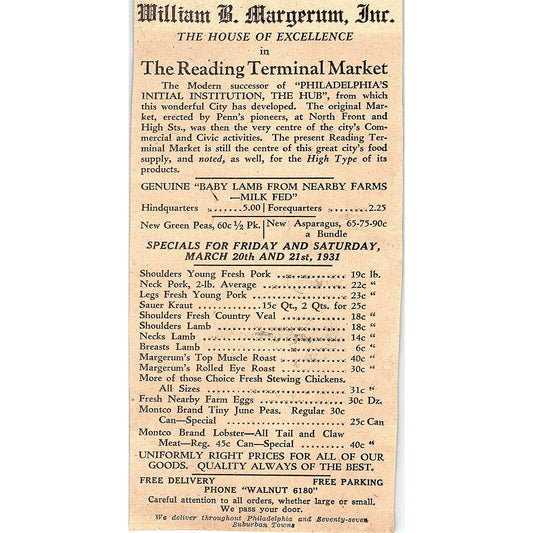 William B. Margerum, Inc.
THE HOUSE OF EXCELLENCE
in
The Reading Terminal Market
The Modern successor of "PHILADELPHIA'S
INITIAL INSTITUTION, THE HUB", from which
this wonderful City has developed. The original Mar-
ket, erected by Penn's pioneers, at North Front and
High Sts., was then the very centre of the city's Com-
mercial and Civic activities. The present Reading Ter-
minal Market is still the centre of this great city's food
supply, and noted, as well, for the High Type of its
products.
GENUINE "BABY LAMB FROM NEARBY FARMS
—MILK FED"
Hindquarters ........5.00 | Forequarters .........2.25
New Green Peas, 60c ½ Pk. | New Asparagus, 65-75-90c
a Bundle
SPECIALS FOR FRIDAY AND SATURDAY,
MARCH 20TH AND 21st, 1931
Shoulders Young Fresh Pork .................. 19c lb.
Neck Pork, 2-lb. Average ..................... 22c "
Legs Fresh Young Pork ....................... 23c "
Sauer Kraut ...............15c Qt., 2 Qts. for 25c
Shoulders Fresh Country Veal ................. 18c "
Shoulders Lamb .............................. 18c "
Necks Lamb .................................. 14c "
Breasts Lamb ................................. 6c "
Margerum's Top Muscle Roast ................. 40c "
Margerum's Rolled Eye Roast .................. 30c "
More of those Choice Fresh Stewing Chickens.
All Sizes .................................. 31c "
Fresh Nearby Farm Eggs ...................... 30c Dz.
Montco Brand Tiny June Peas. Regular 30c
Can—Special ............................... 25c Can
Montco Brand Lobster—All Tail and Claw
Meat—Reg. 45c Can—Special ................. 40c "
UNIFORMLY RIGHT PRICES FOR ALL OF OUR
GOODS. QUALITY ALWAYS OF THE BEST.
FREE DELIVERY FREE PARKING
PHONE "WALNUT 6180"
Careful attention to all orders, whether large or small.
We pass your door.
We deliver throughout Philadelphia and Seventy-seven
Suburban Towns